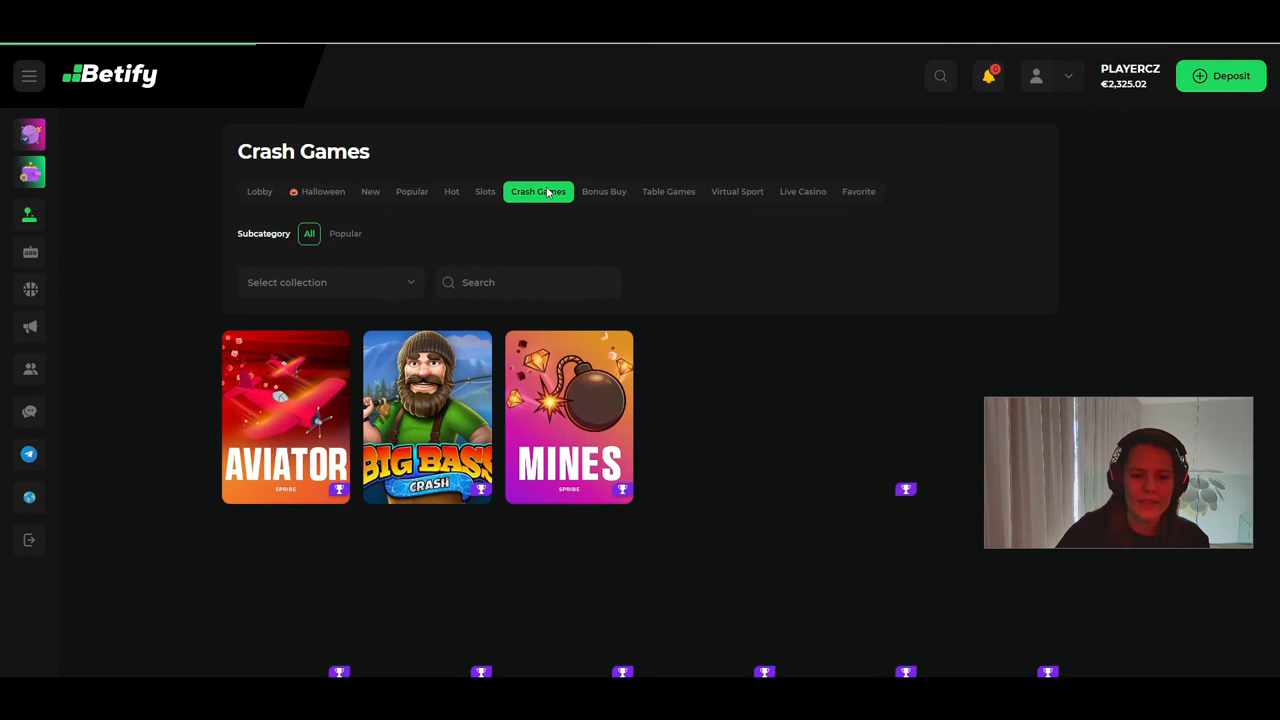 Betify
PLAYERCZ
€2,325.02
Deposit
Crash Games
Lobby
Halloween
New
Popular
Hot
Slots
Crash Games
Bonus Buy
Table Games
Virtual Sport
Live Casino
Favorite
Subcategory
All
Popular
Select collection
Search
AVIATOR
SPRIBE
BIG BASS
CRASH
MINES
SPRIBE